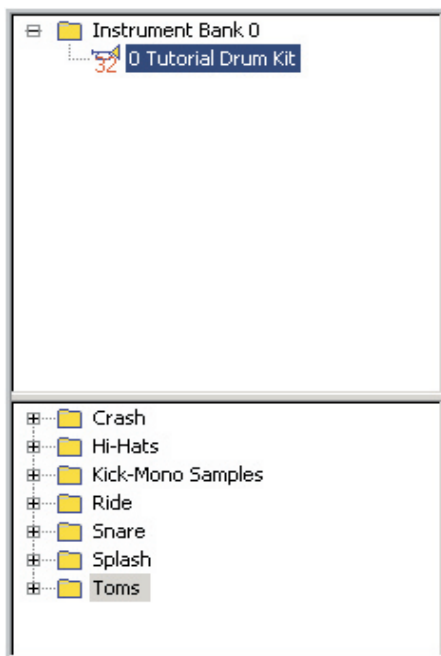 Instrument Bank 0
32 0 Tutorial Drum Kit
Crash
Hi-Hats
Kick-Mono Samples
Ride
Snare
Splash
Toms